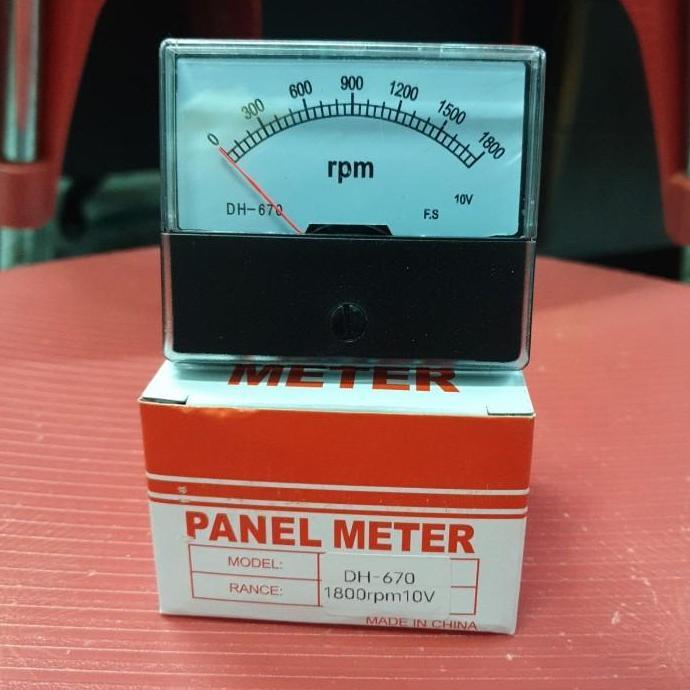 0 300 600 900 1200 1500 1800
rpm
10V
DH-670
F.S
METER
PANEL METER
MODEL: DH-670
RANCE: 1800rpm10V
MADE IN CHINA